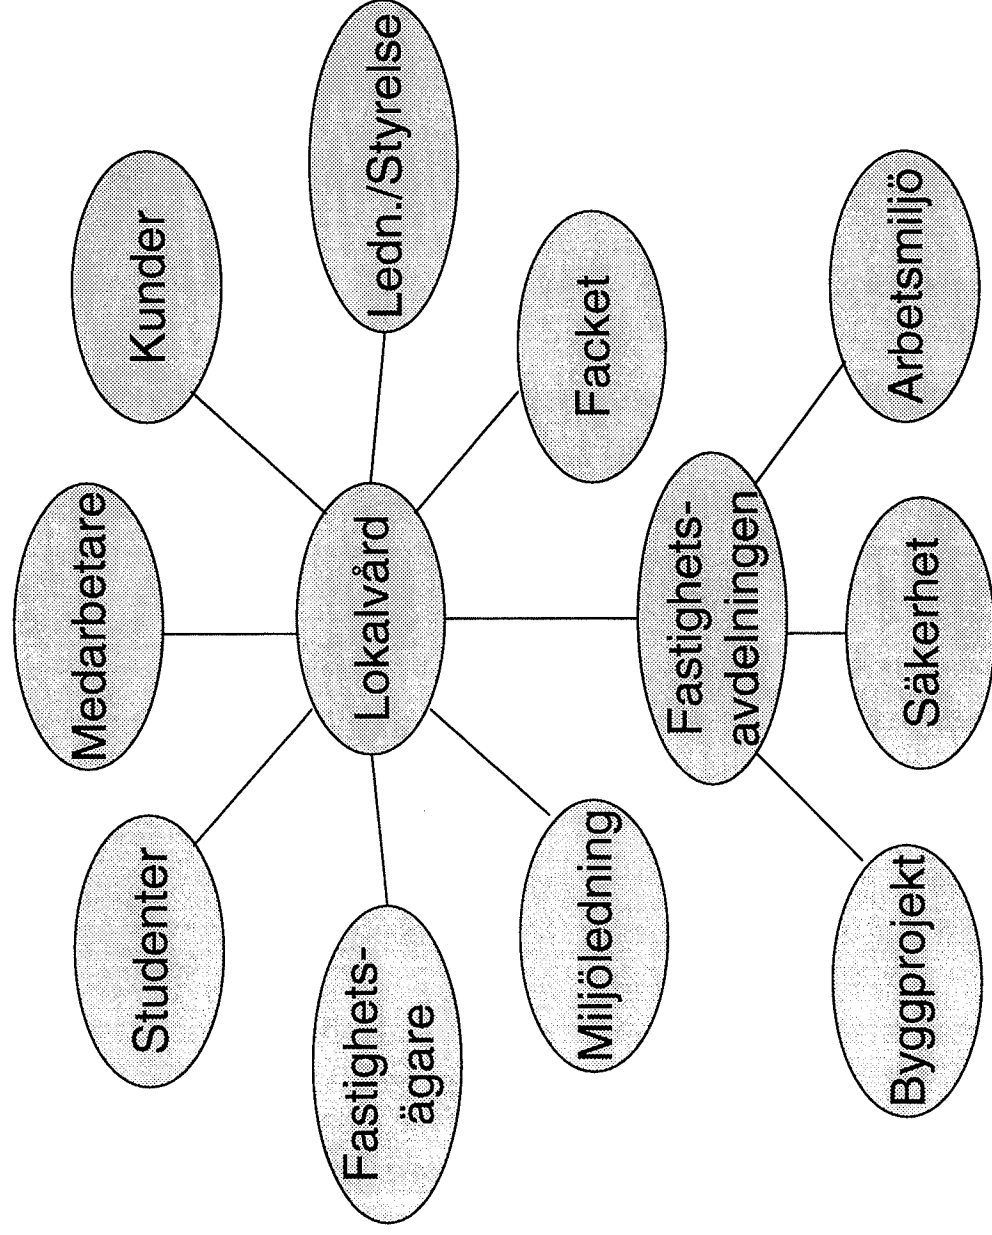 Medarbetare
Studenter
Kunder
Fastighets-
ägare
Lokalvård
Ledn./Styrelse
Miljöledning
Facket
Fastighets-
avdelningen
Byggprojekt
Säkerhet
Arbetsmiljö